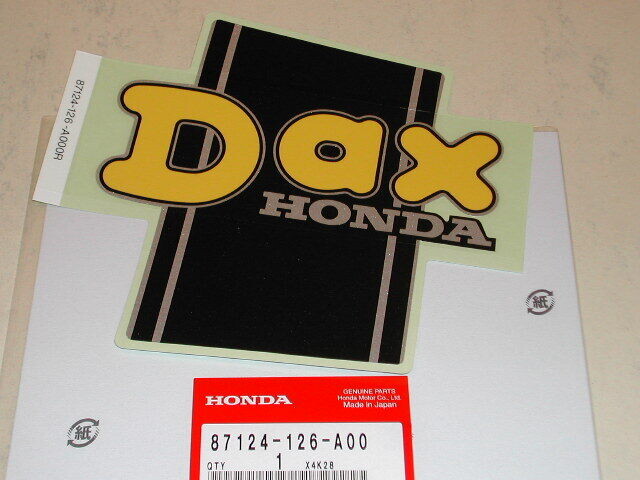 87124-126-A000R
Dax
HONDA
紙
紙
HONDA
GENUINE PARTS
Honda Motor Co., Ltd.
Made in Japan
87124-126-A00
QTY 1 X4K28